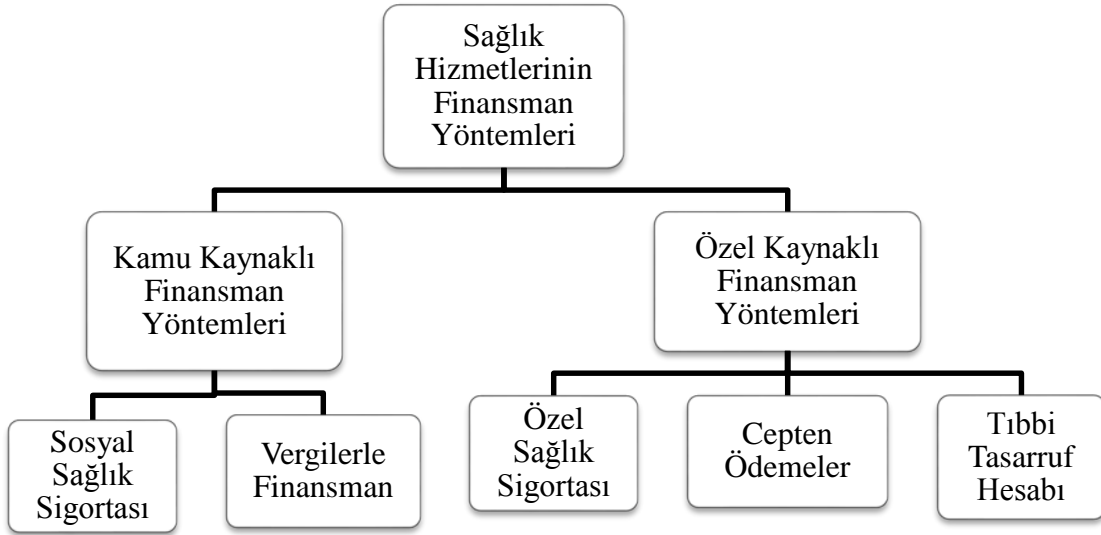 Sağlık
Hizmetlerinin
Finansman
Yöntemleri
Kamu Kaynaklı
Finansman
Yöntemleri
Özel Kaynaklı
Finansman
Yöntemleri
Sosyal
Sağlık
Sigortası
Vergilerle
Finansman
Özel
Sağlık
Sigortası
Cepten
Ödemeler
Tıbbi
Tasarruf
Hesabı